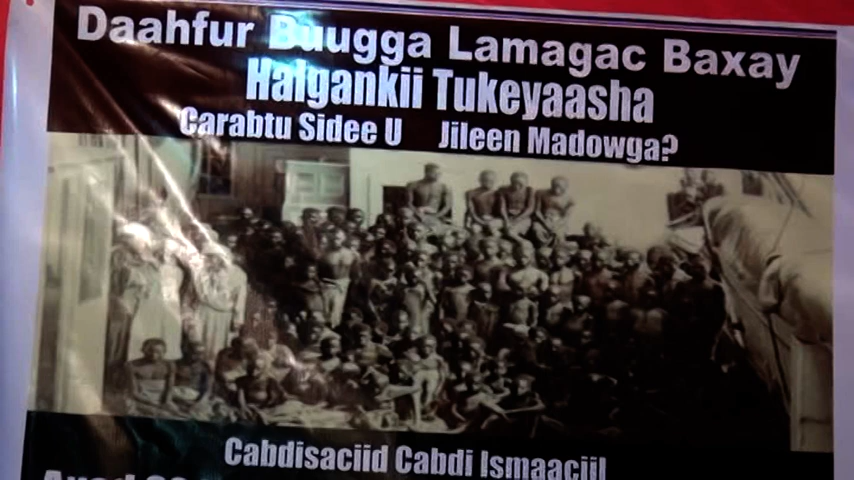 Daahfur Buugga Lamagac Baxay
Halgankii Tukeyaasha
Carabtu Sidee U Jileen Madowga?
Cabdisaciid Cabdi Ismaaciil